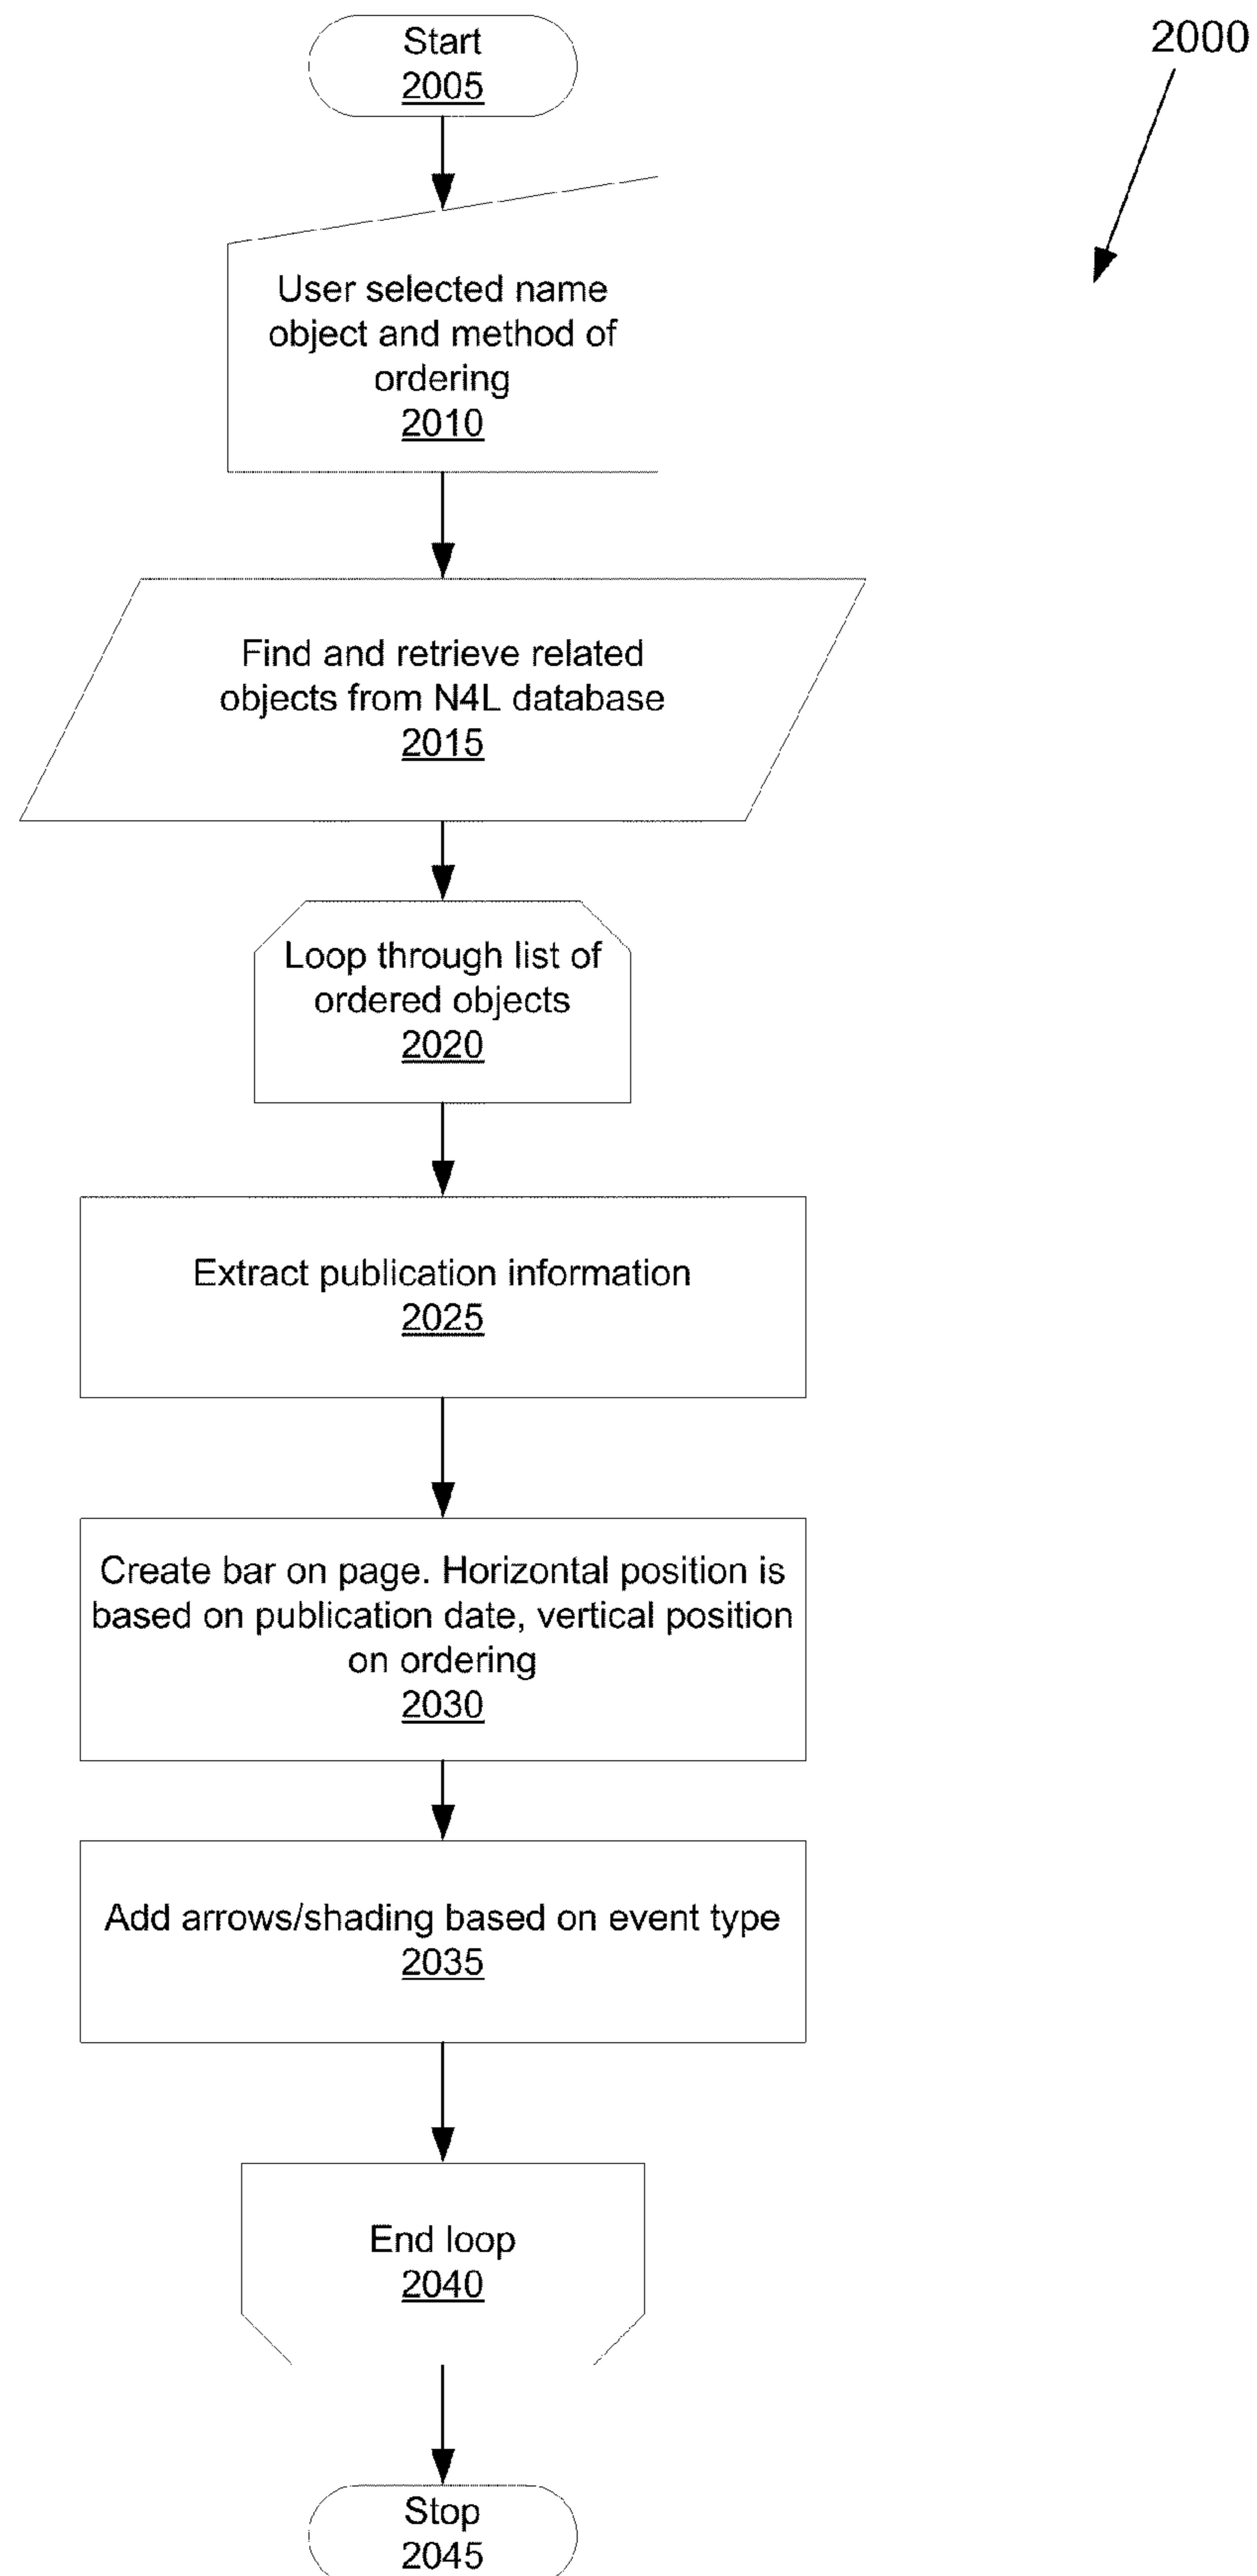 Start
2005
2000
User selected name
object and method of
ordering
2010
Find and retrieve related
objects from N4L database
2015
Loop through list of
ordered objects
2020
Extract publication information
2025
Create bar on page. Horizontal position is
based on publication date, vertical position
on ordering
2030
Add arrows/shading based on event type
2035
End loop
2040
Stop
2045